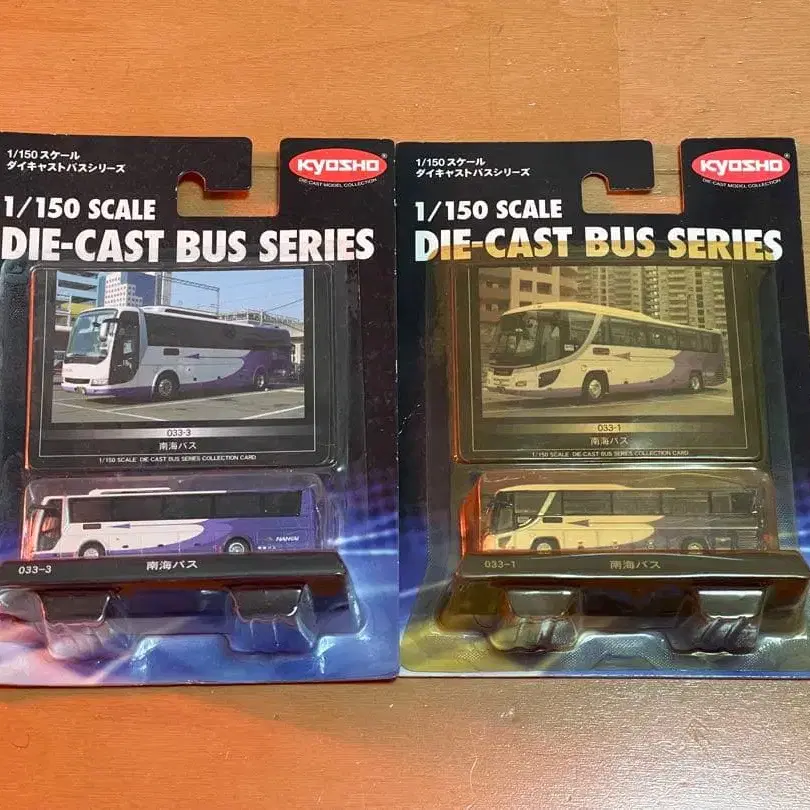 1/150 スケール
ダイキャストバスシリーズ
KYOSHO
DIE-CAST MODEL COLLECTION
1/150 SCALE
DIE-CAST BUS SERIES
033-3
南海バス
1/150 SCALE DIE-CAST BUS SERIES COLLECTION CARD
NANKAI
033-3
南海バス
1/150 スケール
ダイキャストバスシリーズ
KYOSHO
DIE-CAST MODEL COLLECTION
1/150 SCALE
DIE-CAST BUS SERIES
033-1
南海バス
1/150 SCALE DIE-CAST BUS SERIES COLLECTION CARD
033-1
南海バス